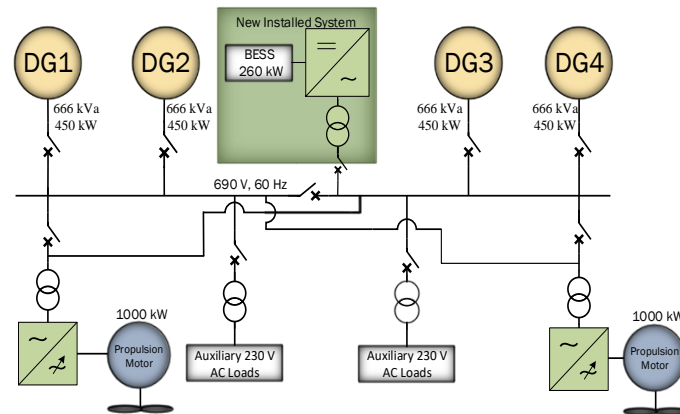 New Installed System
DG1
DG2
BESS
260 kW
DG3
DG4
666 kVa
450 kW
666 kVa
450 kW
666 kVa
450 kW
666 kVa
450 kW
690 V, 60 Hz
1000 kW
Propulsion
Motor
Auxiliary 230 V
AC Loads
Auxiliary 230 V
AC Loads
1000 kW
Propulsion
Motor